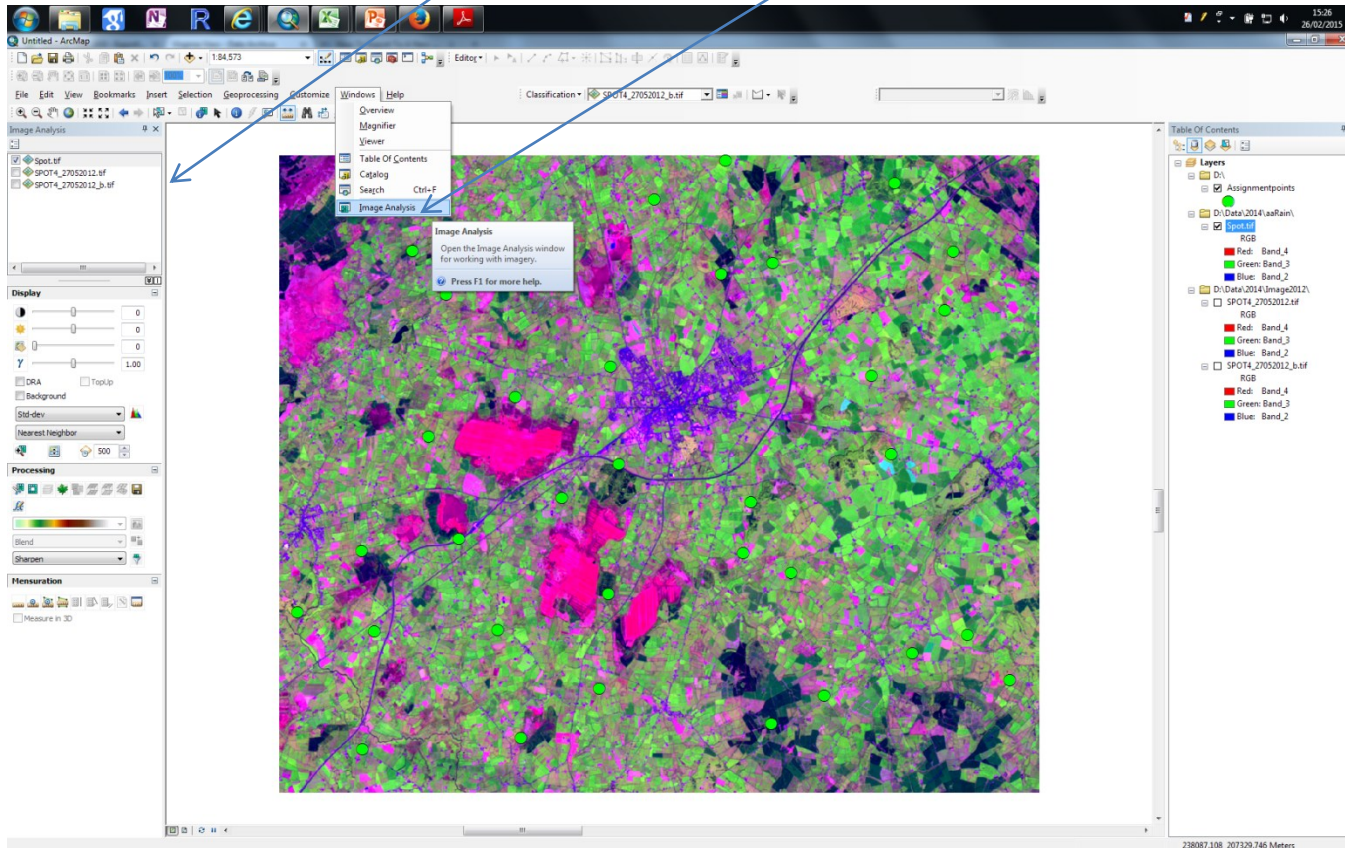 15:26
26/02/2015
Untitled - ArcMap
1:84,573
Editor
File Edit View Bookmarks Insert Selection Geoprocessing Customize Windows Help
Classification SPOT4_27052012_b.tif
Overview
Magnifier
Viewer
Table Of Contents
Catalog
Search Ctrl+F
Image Analysis
Image Analysis
Open the Image Analysis window
for working with imagery.
Press F1 for more help.
Image Analysis
Spot.tif
SPOT4_27052012.tif
SPOT4_27052012_b.tif
Display
0
0
0
1.00
DRA TopUp
Background
Std-dev
Nearest Neighbor
500
Processing
Blend
Sharpen
Mensuration
Measure in 3D
Table Of Contents
Layers
D:\
Assignmentpoints
D:\Data\2014\aaRain\
Spot.tif
RGB
Red: Band_4
Green: Band_3
Blue: Band_2
D:\Data\2014\Image2012\
SPOT4_27052012.tif
RGB
Red: Band_4
Green: Band_3
Blue: Band_2
SPOT4_27052012_b.tif
RGB
Red: Band_4
Green: Band_3
Blue: Band_2
238087.108 207329.746 Meters